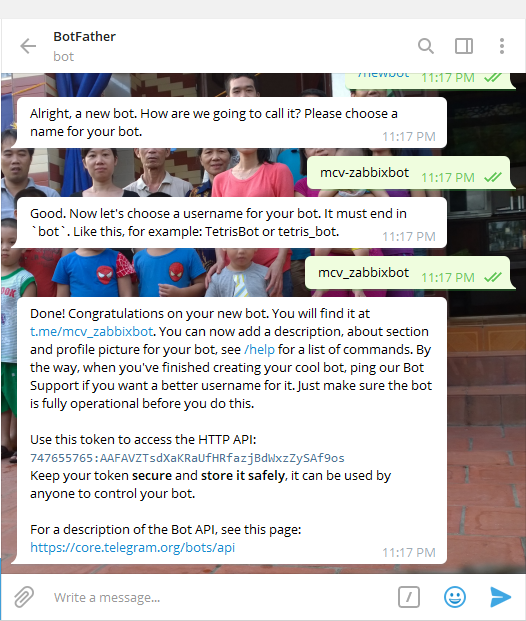 BotFather
bot
/newbot 11:17 PM
Alright, a new bot. How are we going to call it? Please choose a
name for your bot.
11:17 PM
mcv-zabbixbot 11:17 PM
Good. Now let's choose a username for your bot. It must end in
`bot`. Like this, for example: TetrisBot or tetris_bot.
11:17 PM
mcv_zabbixbot 11:17 PM
Done! Congratulations on your new bot. You will find it at
t.me/mcv_zabbixbot. You can now add a description, about section
and profile picture for your bot, see /help for a list of commands. By
the way, when you've finished creating your cool bot, ping our Bot
Support if you want a better username for it. Just make sure the bot
is fully operational before you do this.
Use this token to access the HTTP API:
747655765:AAFAVZTsdXaKRaUfHRfazjBdWxzZySAf9os
Keep your token secure and store it safely, it can be used by
anyone to control your bot.
For a description of the Bot API, see this page:
https://core.telegram.org/bots/api
11:17 PM
Write a message...